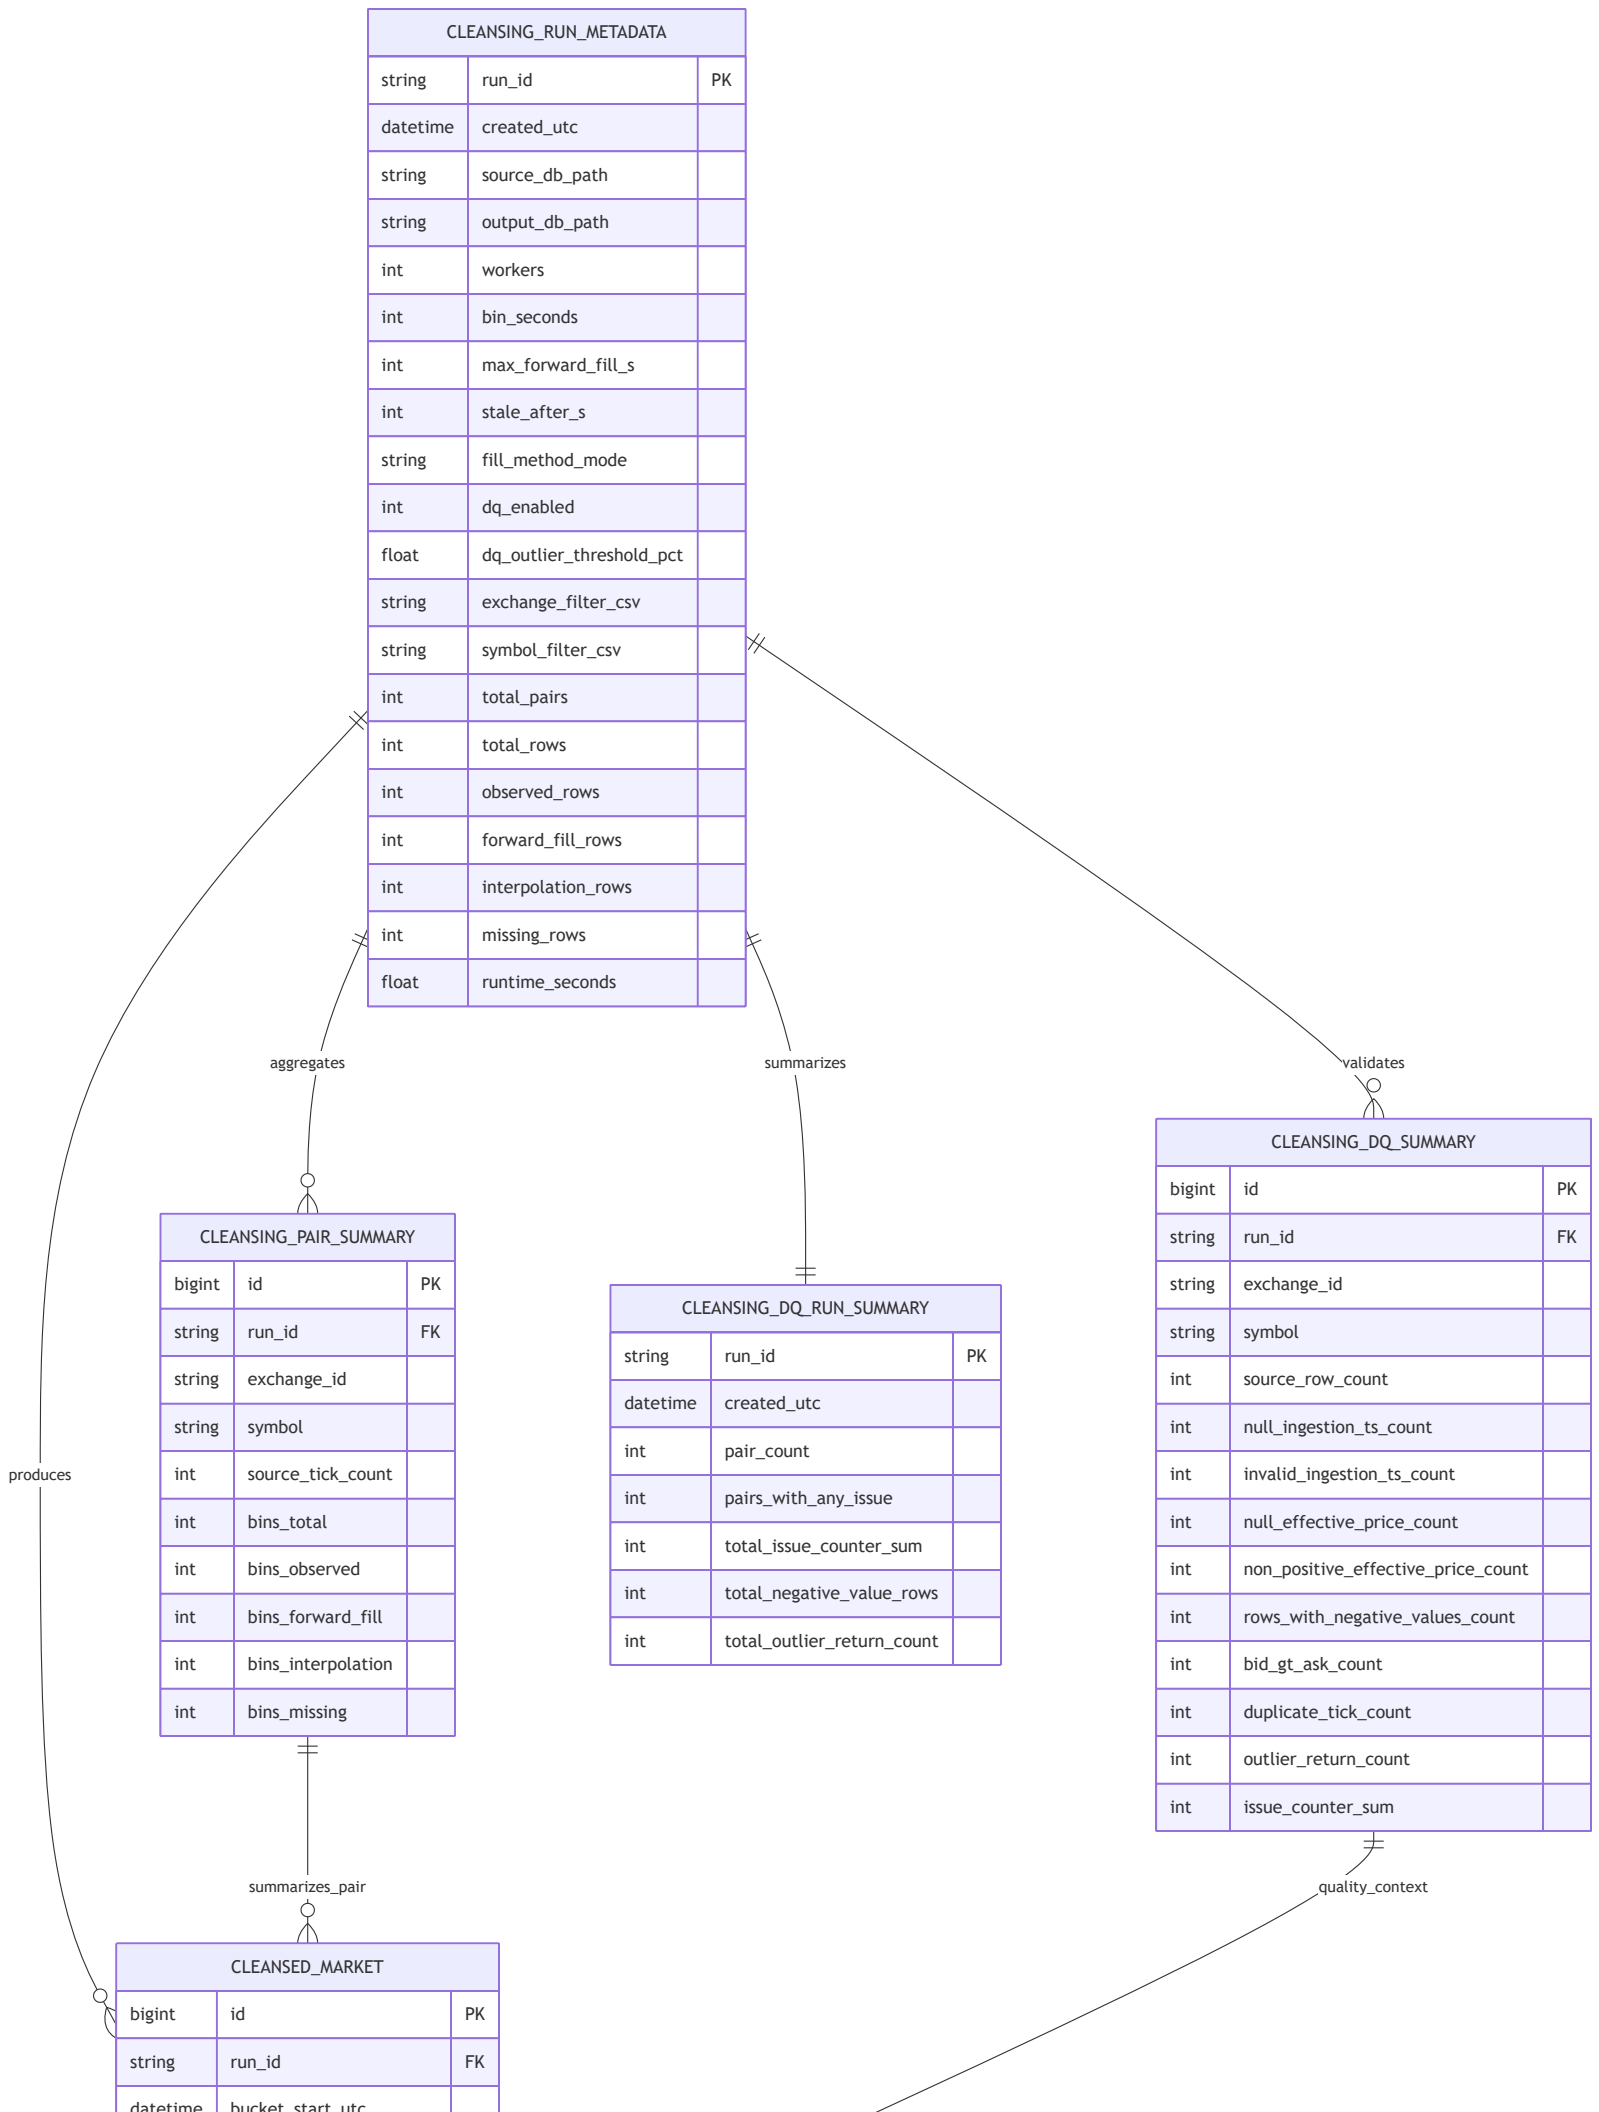 CLEANSING_RUN_METADATA
string run_id PK
datetime created_utc
string source_db_path
string output_db_path
int workers
int bin_seconds
int max_forward_fill_s
int stale_after_s
string fill_method_mode
int dq_enabled
float dq_outlier_threshold_pct
string exchange_filter_csv
string symbol_filter_csv
int total_pairs
int total_rows
int observed_rows
int forward_fill_rows
int interpolation_rows
int missing_rows
float runtime_seconds
aggregates
summarizes
validates
produces
CLEANSING_PAIR_SUMMARY
bigint id PK
string run_id FK
string exchange_id
string symbol
int source_tick_count
int bins_total
int bins_observed
int bins_forward_fill
int bins_interpolation
int bins_missing
CLEANSING_DQ_RUN_SUMMARY
string run_id PK
datetime created_utc
int pair_count
int pairs_with_any_issue
int total_issue_counter_sum
int total_negative_value_rows
int total_outlier_return_count
CLEANSING_DQ_SUMMARY
bigint id PK
string run_id FK
string exchange_id
string symbol
int source_row_count
int null_ingestion_ts_count
int invalid_ingestion_ts_count
int null_effective_price_count
int non_positive_effective_price_count
int rows_with_negative_values_count
int bid_gt_ask_count
int duplicate_tick_count
int outlier_return_count
int issue_counter_sum
summarizes_pair
quality_context
CLEANSED_MARKET
bigint id PK
string run_id FK
datetime bucket_start_utc